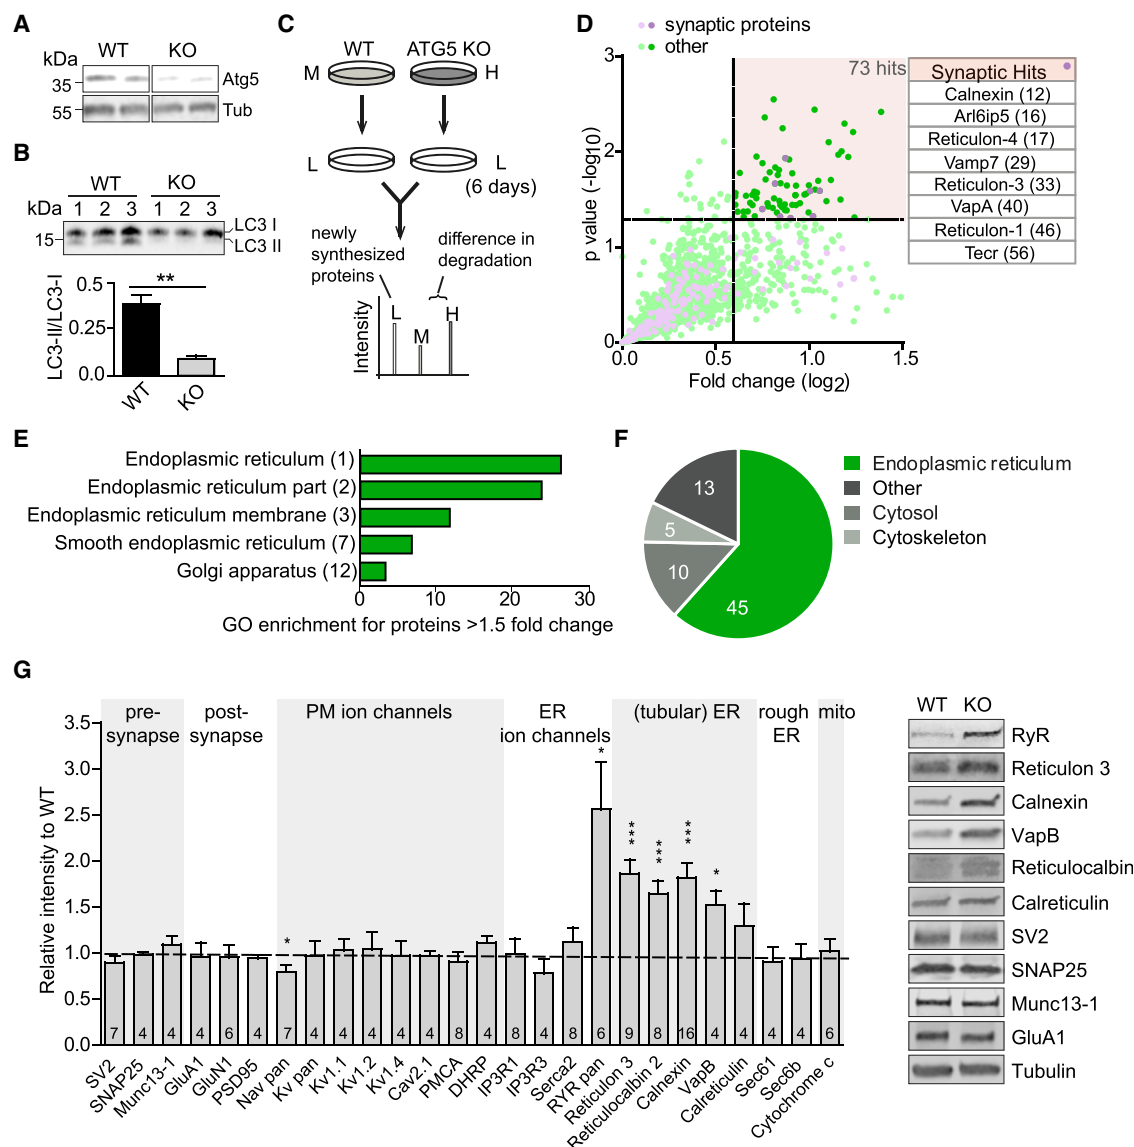 A
WT KO
kDa
35
Atg5
55
Tub
B
WT KO
kDa 1 2 3 1 2 3
15
LC3 I
LC3 II
LC3-II/LC3-I
0.5
0.25
0.0
**
WT KO
C
WT ATG5 KO
M H
L L
(6 days)
newly
synthesized
proteins
difference in
degradation
Intensity
L M H
D
synaptic proteins
other
73 hits
p value (-log10)
3
2
1
0
0.0 0.5 1.0 1.5
Fold change (log2)
Synaptic Hits
Calnexin (12)
Arl6ip5 (16)
Reticulon-4 (17)
Vamp7 (29)
Reticulon-3 (33)
VapA (40)
Reticulon-1 (46)
Tecr (56)
E
Endoplasmic reticulum (1)
Endoplasmic reticulum part (2)
Endoplasmic reticulum membrane (3)
Smooth endoplasmic reticulum (7)
Golgi apparatus (12)
0 10 20 30
GO enrichment for proteins >1.5 fold change
F
13
5
10
45
Endoplasmic reticulum
Other
Cytosol
Cytoskeleton
G
pre-
synapse
post-
synapse
PM ion channels
ER
ion channels
(tubular) ER
rough
ER
mito
Relative intensity to WT
3.5
3.0
2.5
2.0
1.5
1.0
0.5
0.0
* * *** *** *** *
7 4 4 4 6 4 7 4 4 4 4 4 8 4 8 4 8 6 9 8 16 4 4 4 4 6
SV2
SNAP25
Munc13-1
GluA1
GluN1
PSD95
Nav pan
Kv pan
Kv1.1
Kv1.2
Kv1.4
Cav2.1
PMCA
DHRP
IP3R1
IP3R3
Serca2
RYR pan
Reticulon 3
Reticulocalbin 2
Calnexin
VapB
Calreticulin
Sec61
Sec6b
Cytochrome c
WT KO
RyR
Reticulon 3
Calnexin
VapB
Reticulocalbin
Calreticulin
SV2
SNAP25
Munc13-1
GluA1
Tubulin